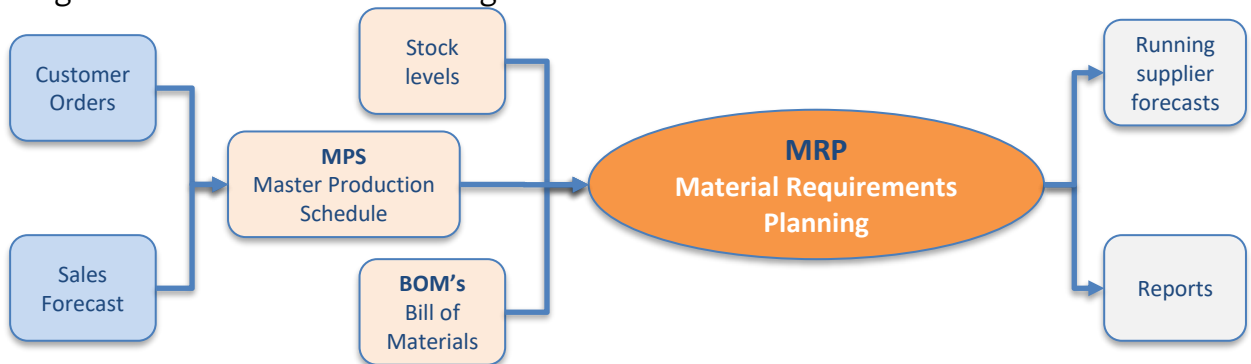 Customer
Orders
Sales
Forecast
MPS
Master Production
Schedule
Stock
levels
BOM’s
Bill of
Materials
MRP
Material Requirements
Planning
Running
supplier
forecasts
Reports